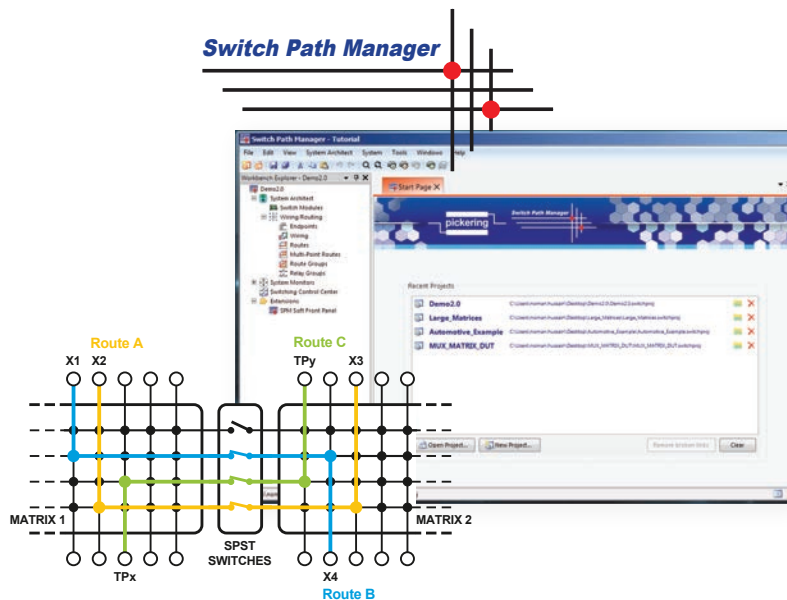 Switch Path Manager
Switch Path Manager - Tutorial
File Edit View System Architect System Tools Windows Help
Workbench Explorer - Demo2.0
Start Page
Demo2.0
System Architect
Switch Modules
Wiring/Routing
Endpoints
Wiring
Routes
Multi-Point Routes
Route Groups
Relay Groups
System Monitors
Switching Control Center
Extensions
SPM Soft Front Panel
pickering
Switch Path Manager
Recent Projects
Demo2.0
Large_Matrices
Automotive_Example
MUX_MATRIX_DUT
Open Project...
New Project...
Remove broken links
Clear
Route A
Route C
X1 X2
TPy
X3
MATRIX 1
MATRIX 2
SPST
SWITCHES
TPx
X4
Route B